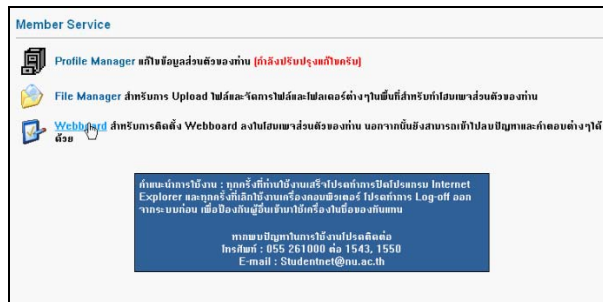 Member Service
Profile Manager แก้ไขข้อมูลส่วนตัวของท่าน (กำลังปรับปรุงแก้ไขครับ)
File Manager สำหรับการ Upload ไฟล์และจัดการไฟล์และโฟลเดอร์ต่างๆในพื้นที่สำหรับทำโฮมเพจส่วนตัวของท่าน
Webboard สำหรับการติดตั้ง Webboard ลงในโฮมเพจส่วนตัวของท่าน นอกจากนั้นยังสามารถเข้าไปลบปัญหาและคำตอบต่างๆได้
ด้วย
คำแนะนำการใช้งาน : ทุกครั้งที่ท่านใช้งานเสร็จโปรดทำการปิดโปรแกรม Internet
Explorer และทุกครั้งที่เลิกใช้งานเครื่องคอมพิวเตอร์ โปรดทำการ Log-off ออก
จากระบบก่อน เพื่อป้องกันผู้อื่นเข้ามาใช้เครื่องในชื่อของท่านแทน
หากพบปัญหาในการใช้งานโปรดติดต่อ
โทรศัพท์ : 055 261000 ต่อ 1543, 1550
E-mail : Studentnet@nu.ac.th